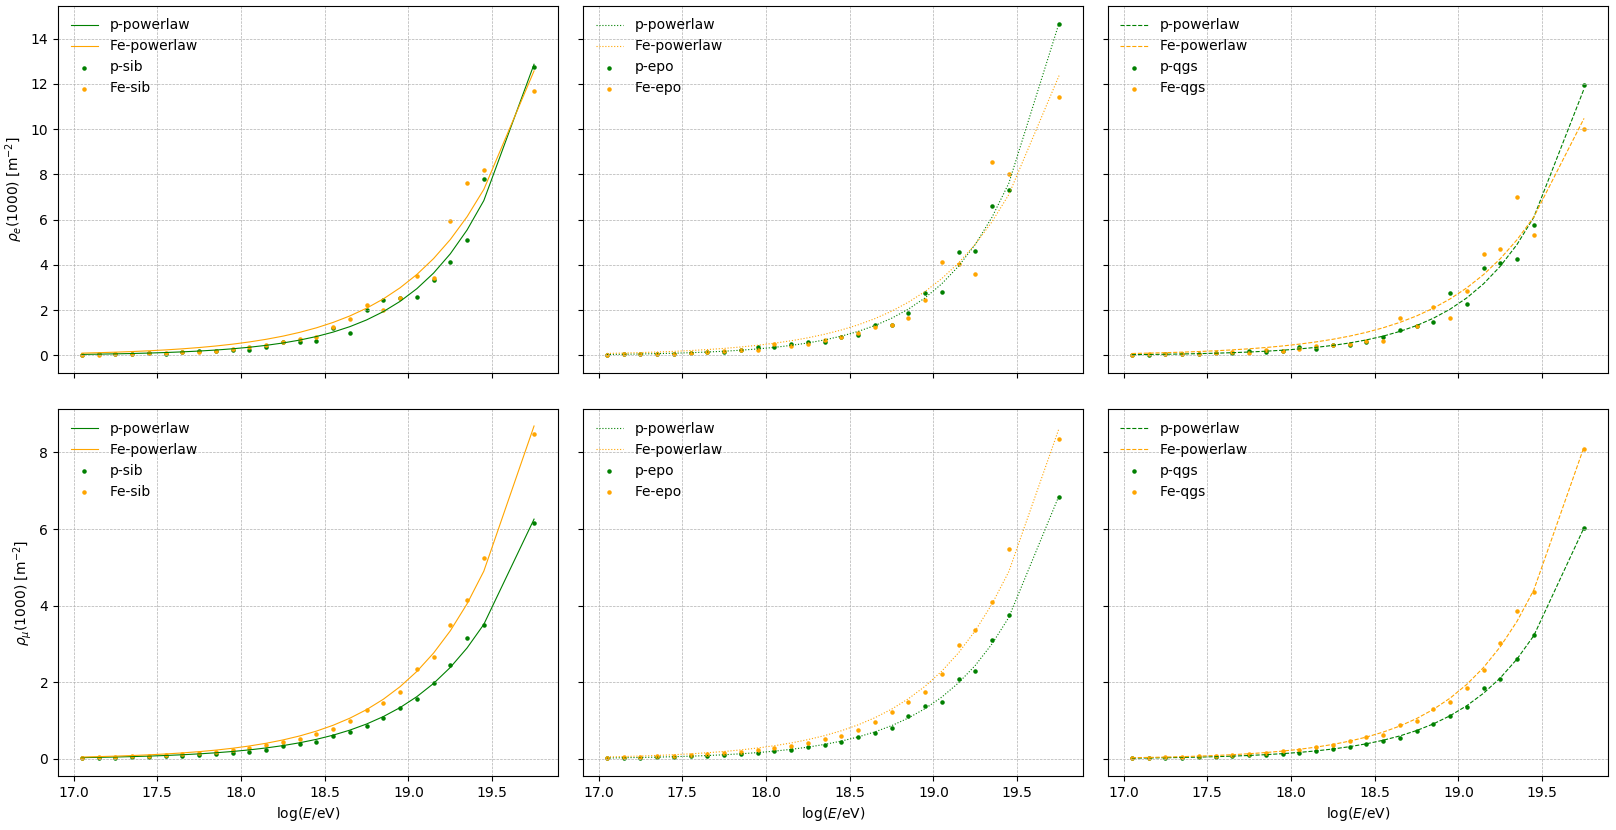 p-powerlaw
Fe-powerlaw
p-sib
Fe-sib
p-powerlaw
Fe-powerlaw
p-epo
Fe-epo
p-powerlaw
Fe-powerlaw
p-qgs
Fe-qgs
14
12
10
8
6
4
2
0
ρe(1000) [m⁻²]
p-powerlaw
Fe-powerlaw
p-sib
Fe-sib
p-powerlaw
Fe-powerlaw
p-epo
Fe-epo
p-powerlaw
Fe-powerlaw
p-qgs
Fe-qgs
8
6
4
2
0
ρμ(1000) [m⁻²]
17.0 17.5 18.0 18.5 19.0 19.5
17.0 17.5 18.0 18.5 19.0 19.5
17.0 17.5 18.0 18.5 19.0 19.5
log(E/eV)
log(E/eV)
log(E/eV)